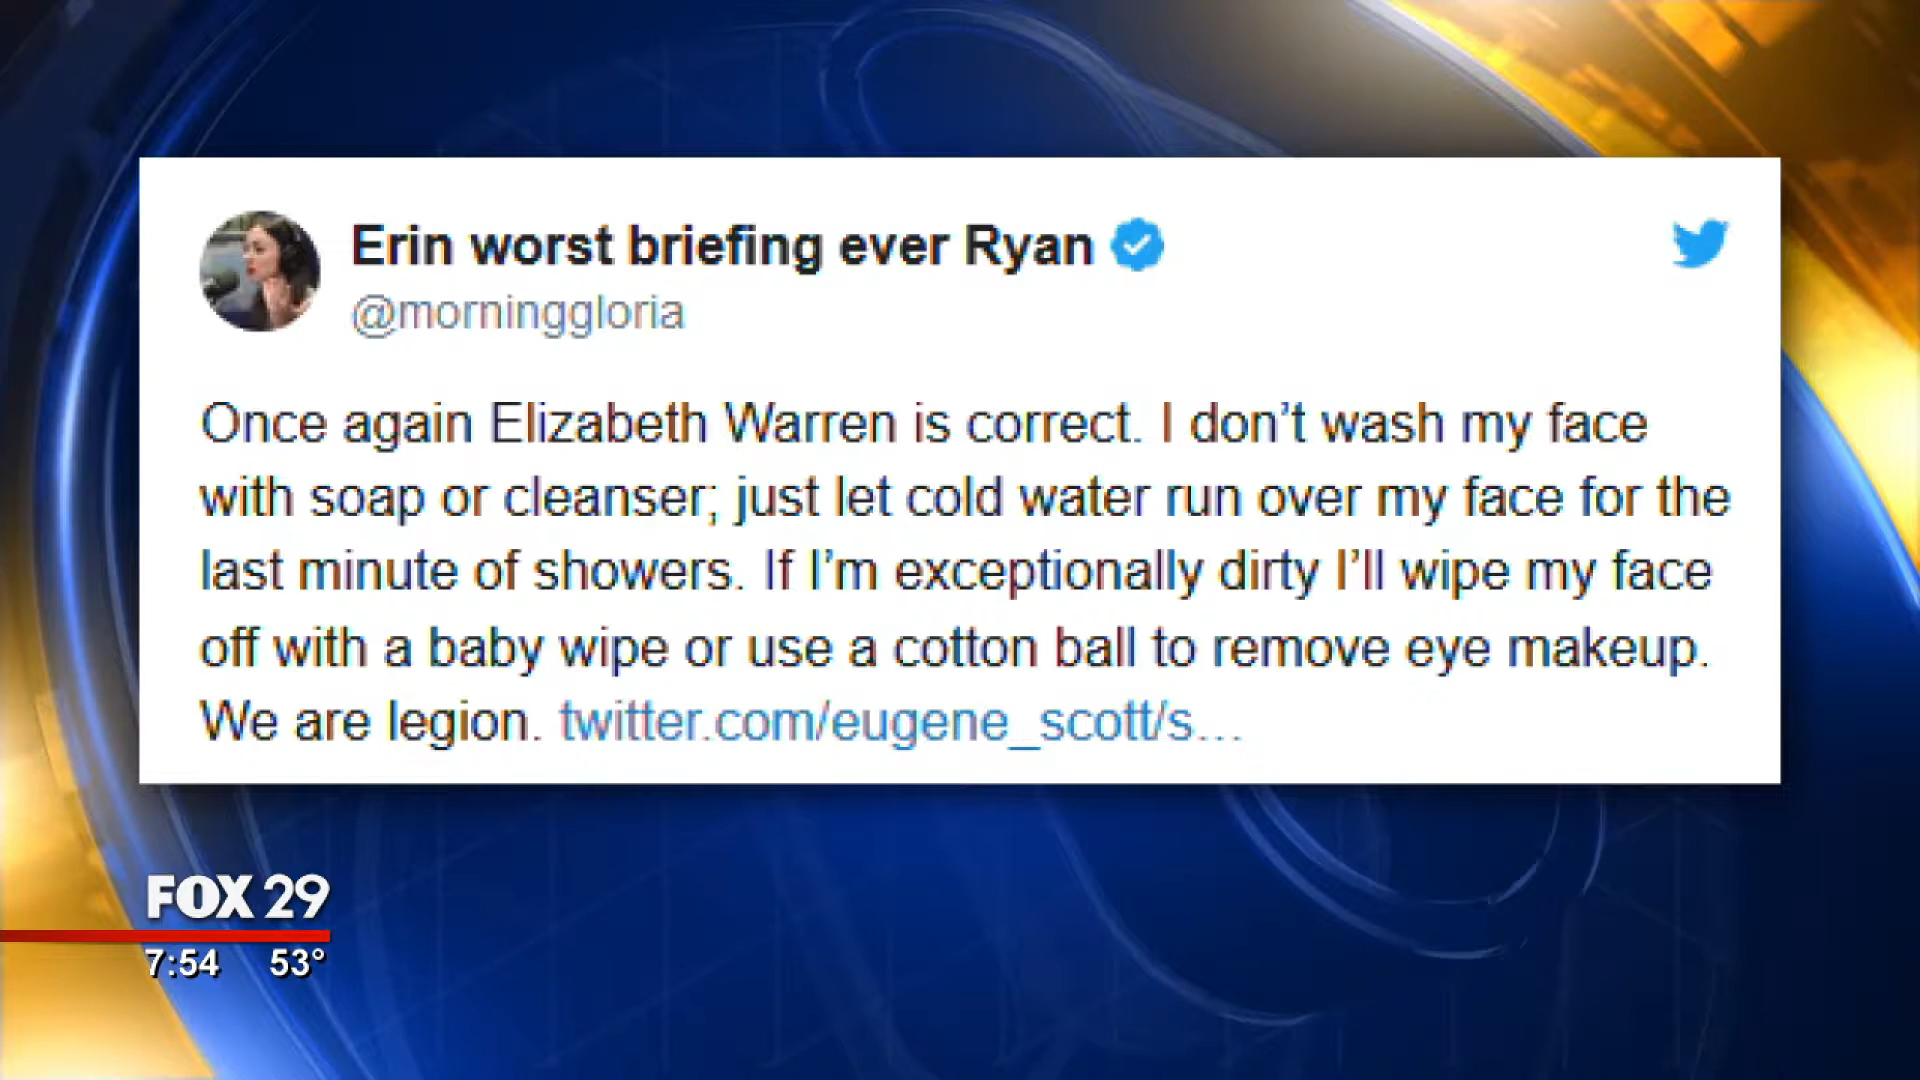 Erin worst briefing ever Ryan
@morninggloria
Once again Elizabeth Warren is correct. I don't wash my face
with soap or cleanser; just let cold water run over my face for the
last minute of showers. If I'm exceptionally dirty I'll wipe my face
off with a baby wipe or use a cotton ball to remove eye makeup.
We are legion. twitter.com/eugene_scott/s...
FOX 29
7:54 53°